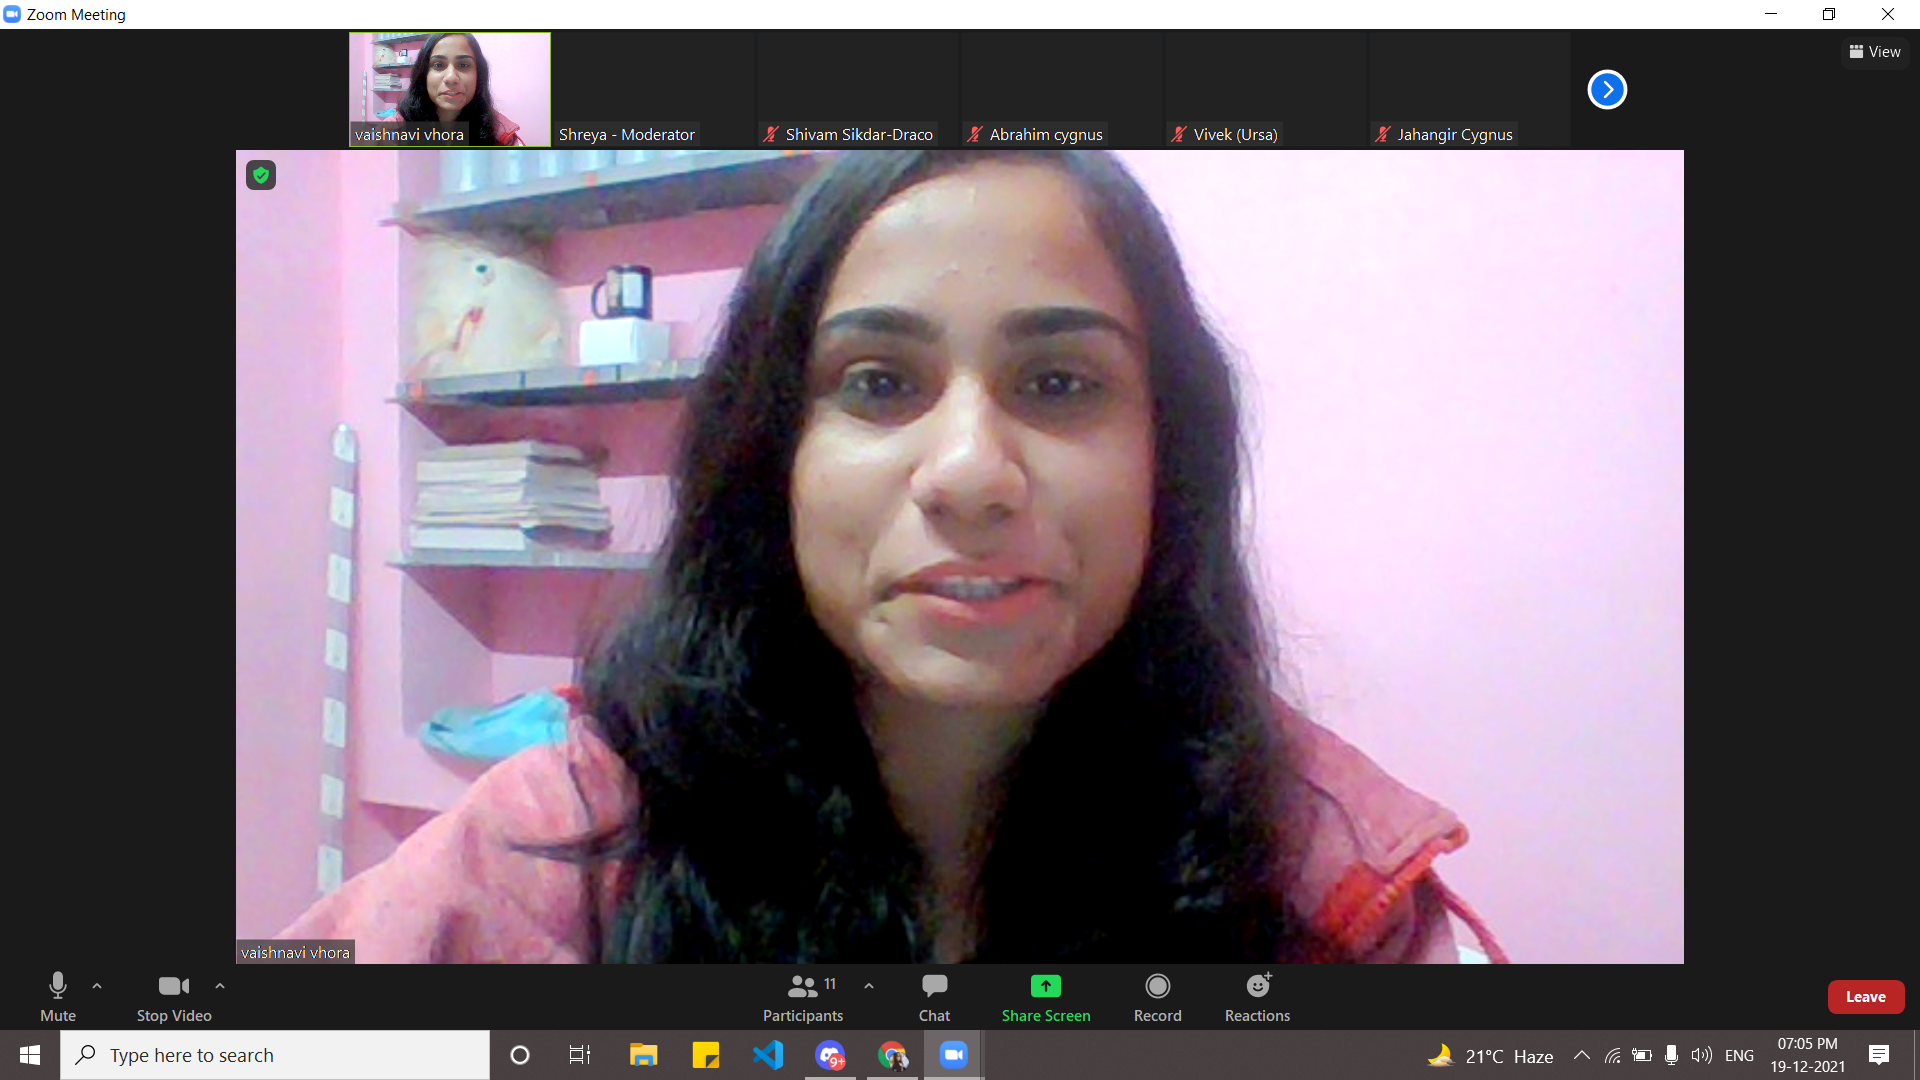 Zoom Meeting
View
vaishnavi vhora
Shreya - Moderator
Shivam Sikdar-Draco
Abrahim cygnus
Vivek (Ursa)
Jahangir Cygnus
vaishnavi vhora
Mute
Stop Video
11
Participants
Chat
Share Screen
Record
Reactions
Leave
Type here to search
9+
21°C Haze
ENG
07:05 PM
19-12-2021